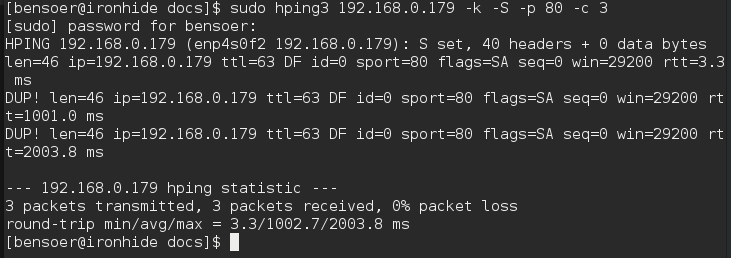 [bensoer@ironhide docs]$ sudo hping3 192.168.0.179 -k -S -p 80 -c 3
[sudo] password for bensoer:
HPING 192.168.0.179 (enp4s0f2 192.168.0.179): S set, 40 headers + 0 data bytes
len=46 ip=192.168.0.179 ttl=63 DF id=0 sport=80 flags=SA seq=0 win=29200 rtt=3.3
 ms
DUP! len=46 ip=192.168.0.179 ttl=63 DF id=0 sport=80 flags=SA seq=0 win=29200 rt
t=1001.0 ms
DUP! len=46 ip=192.168.0.179 ttl=63 DF id=0 sport=80 flags=SA seq=0 win=29200 rt
t=2003.8 ms
--- 192.168.0.179 hping statistic ---
3 packets transmitted, 3 packets received, 0% packet loss
round-trip min/avg/max = 3.3/1002.7/2003.8 ms
[bensoer@ironhide docs]$